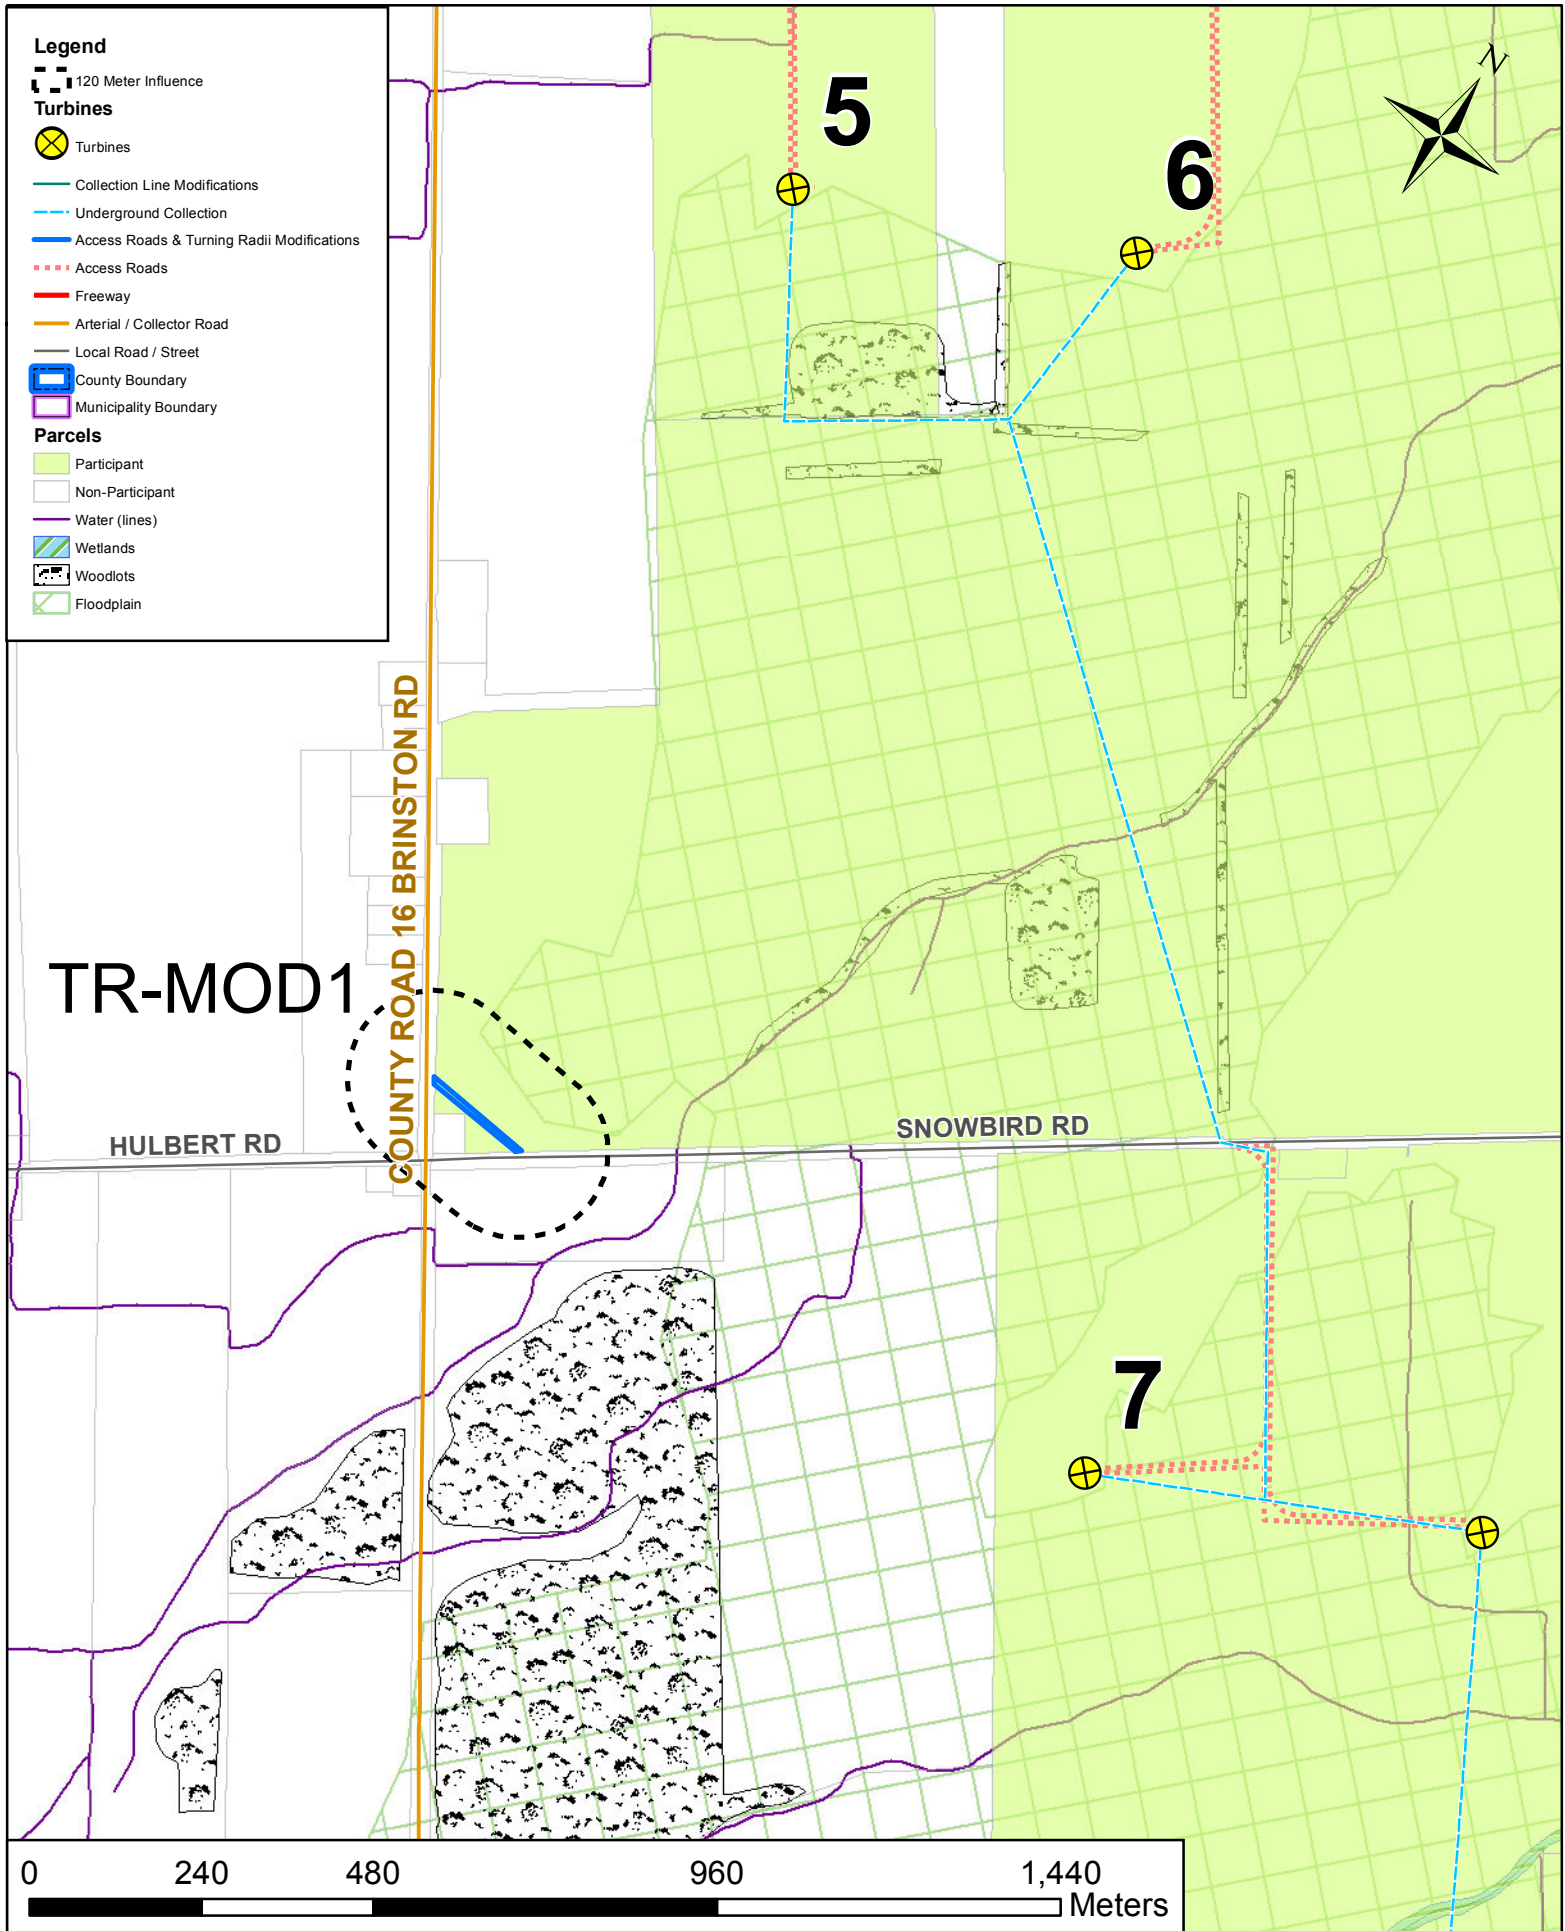 Legend
120 Meter Influence
Turbines
Turbines
Collection Line Modifications
Underground Collection
Access Roads & Turning Radii Modifications
Access Roads
Freeway
Arterial / Collector Road
Local Road / Street
County Boundary
Municipality Boundary
Parcels
Participant
Non-Participant
Water (lines)
Wetlands
Woodlots
Floodplain
5
6
N
COUNTY ROAD 16 BRINSTON RD
TR-MOD1
HULBERT RD
SNOWBIRD RD
7
0 240 480 960 1,440
Meters